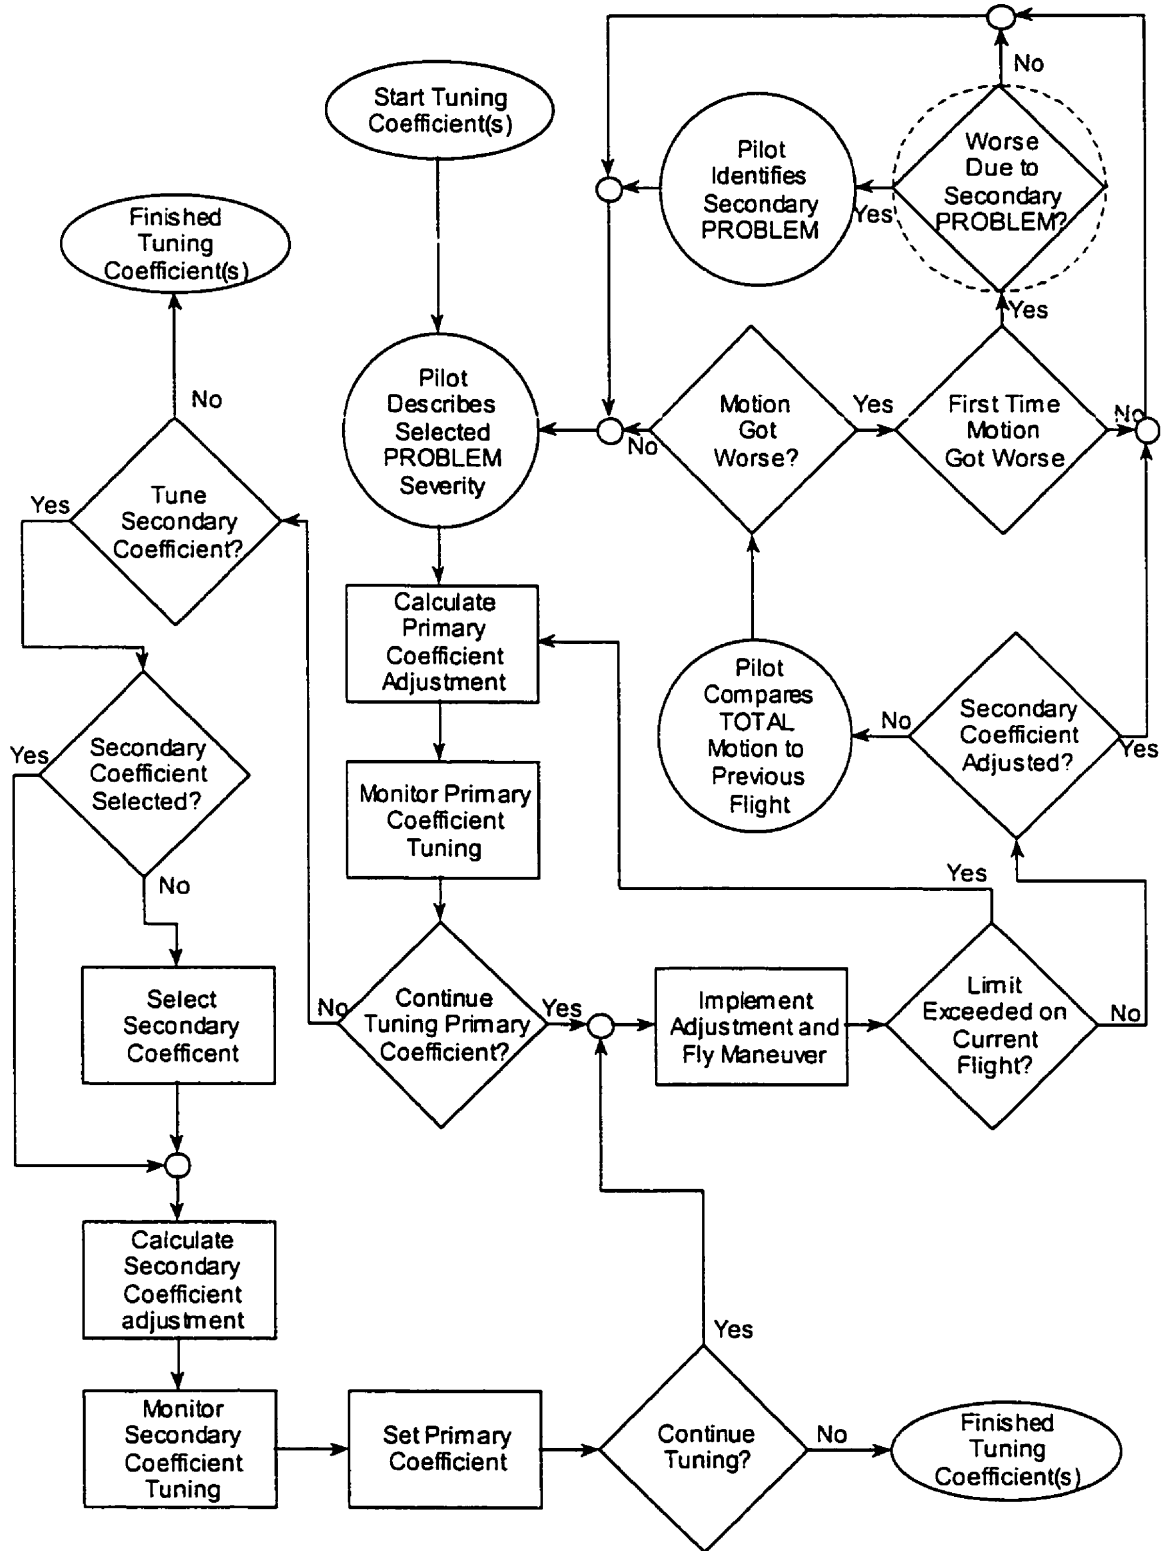 Start Tuning
Coefficient(s)
No
Worse
Due to
Secondary
PROBLEM?
Yes
Pilot
Identifies
Secondary
PROBLEM
Finished
Tuning
Coefficient(s)
Yes
No
Pilot
Describes
Selected
PROBLEM
Severity
No
Motion
Got
Worse?
Yes
First Time
Motion
Got Worse
No
Yes
Tune
Secondary
Coefficient?
Calculate
Primary
Coefficient
Adjustment
Pilot
Compares
TOTAL
Motion to
Previous
Flight
No
Secondary
Coefficient
Adjusted?
Yes
Yes
Secondary
Coefficient
Selected?
No
Monitor Primary
Coefficient
Tuning
Yes
Select
Secondary
Coefficent
No
Continue
Tuning Primary
Coefficient?
Yes
Implement
Adjustment and
Fly Maneuver
Limit
Exceeded on
Current
Flight?
No
Calculate
Secondary
Coefficient
adjustment
Yes
Monitor
Secondary
Coefficient
Tuning
Set Primary
Coefficient
Continue
Tuning?
No
Finished
Tuning
Coefficient(s)